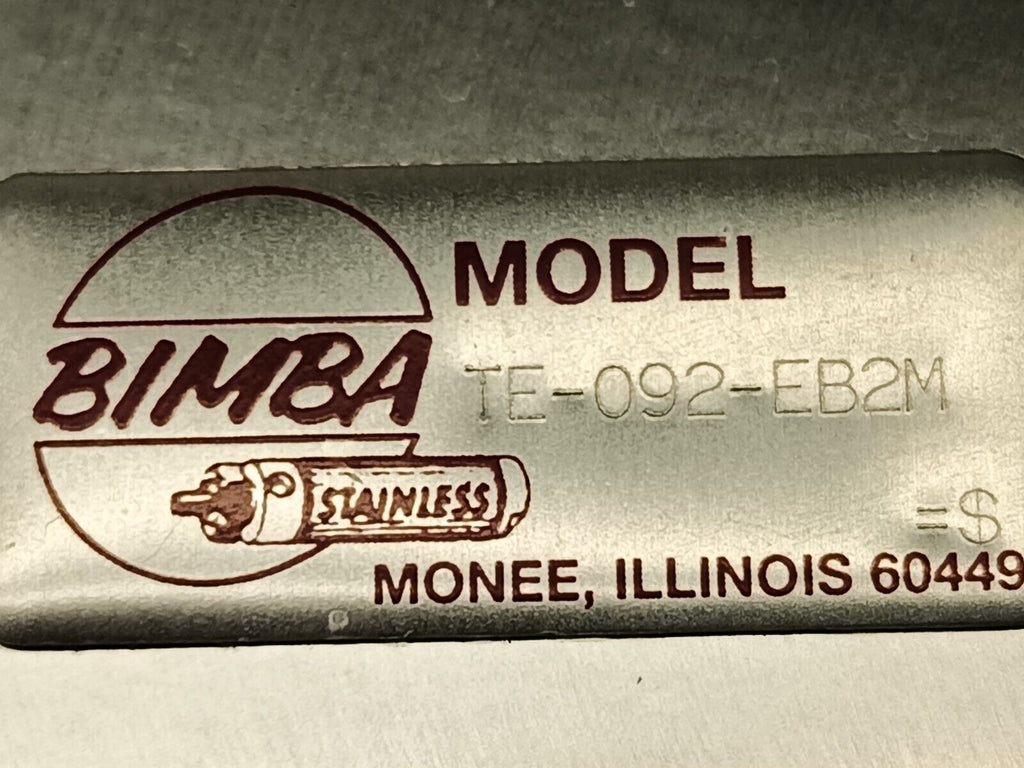 MODEL
BIMBA
TE-092-EB2M
STAINLESS
=$
MONEE, ILLINOIS 60449